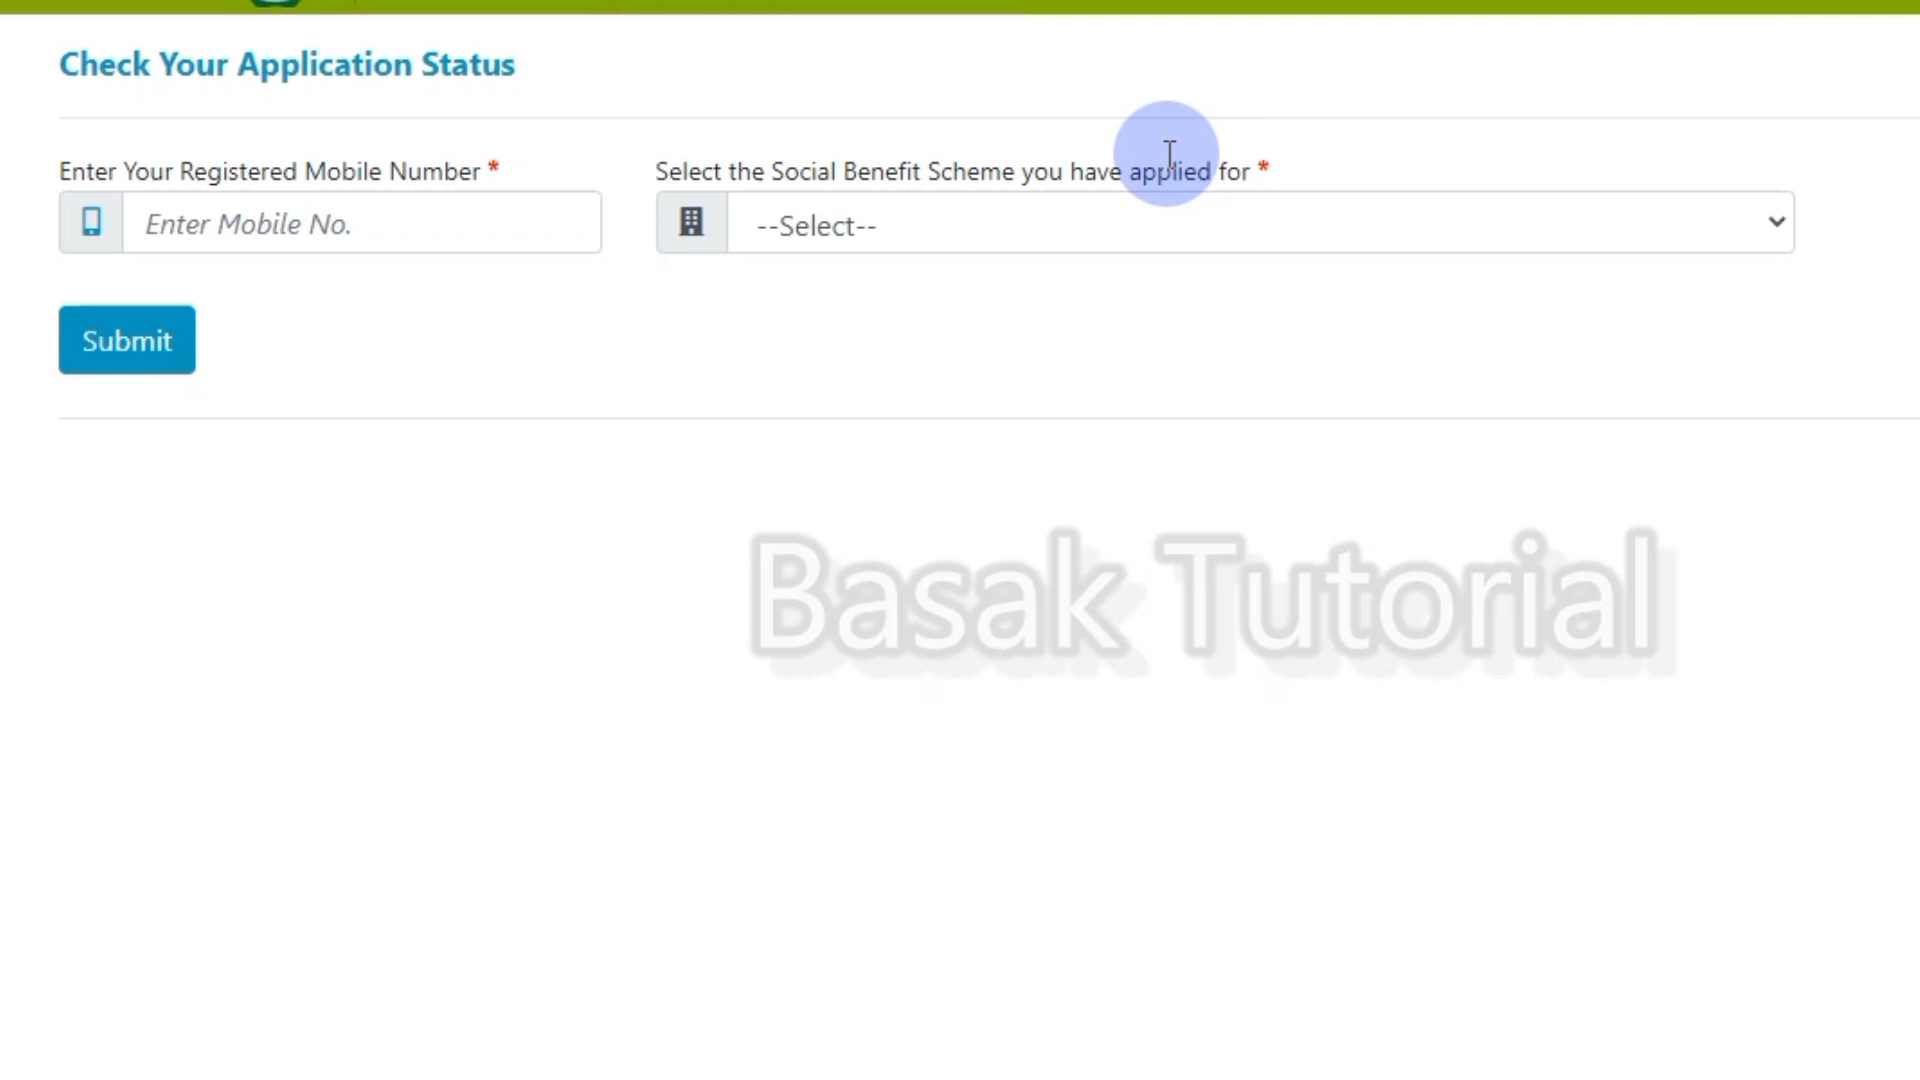 Check Your Application Status
Enter Your Registered Mobile Number *
Select the Social Benefit Scheme you have applied for *
Enter Mobile No.
--Select--
Submit
Basak Tutorial